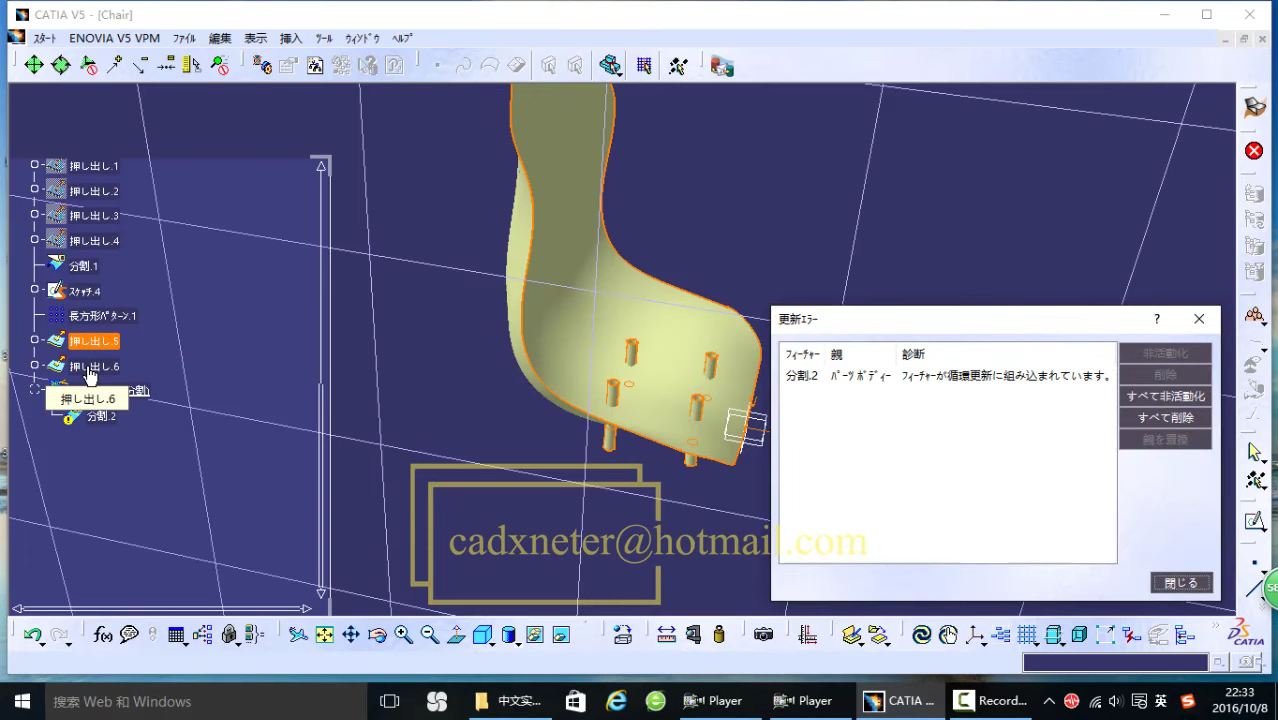 CATIA V5 - [Chair]
ｽﾀｰﾄ ENOVIA V5 VPM ﾌｧｲﾙ 編集 表示 挿入 ﾂｰﾙ ｳｨﾝﾄﾞｳ ﾍﾙﾌﾟ
押し出し.1
押し出し.2
押し出し.3
押し出し.4
分割.1
ｽｹｯﾁ.4
長方形ﾊﾟﾀｰﾝ.1
押し出し.5
押し出し.6
分割)
押し出し.6
分割.2
更新ｴﾗｰ
ﾌｨｰﾁｬｰ 親 診断
分割.2 ﾊﾟｰﾂ ﾎﾞﾃﾞｨｰ ﾌｨｰﾁｬｰが循環更新に組み込まれています。
非活動化
削除
すべて非活動化
すべて削除
親を置換
閉じる
cadxneter@hotmail.com
f(x)
CATIA
58
搜索 Web 和 Windows
中文实...
Player
Player
CATIA ...
Record...
英
22:33
2016/10/8